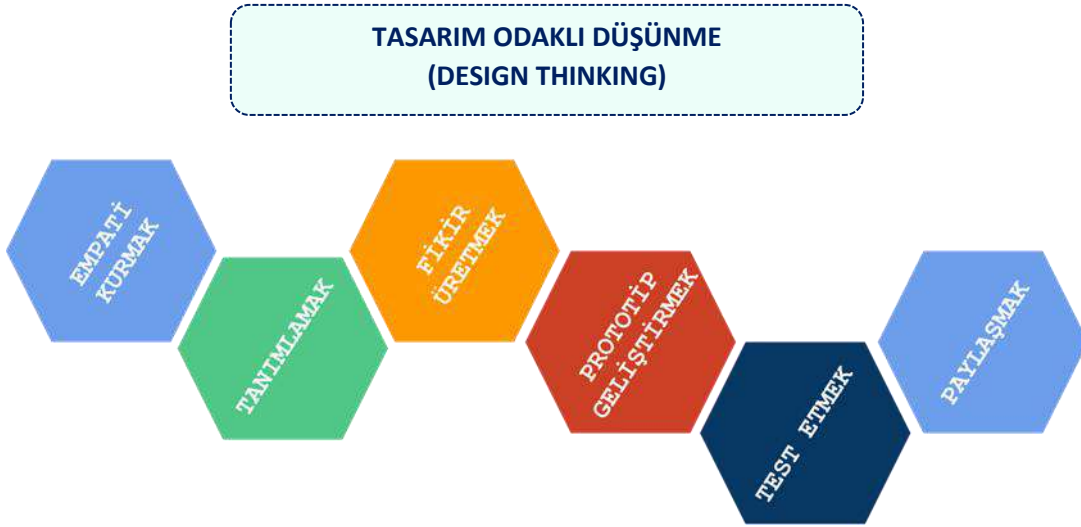 TASARIM ODAKLI DÜŞÜNME
(DESIGN THINKING)
EMPATİ
KURMAK
TANIMLAMAK
FİKİR
ÜRETMEK
PROTOTİP
GELİŞTİRMEK
TEST ETMEK
PAYLAŞMAK